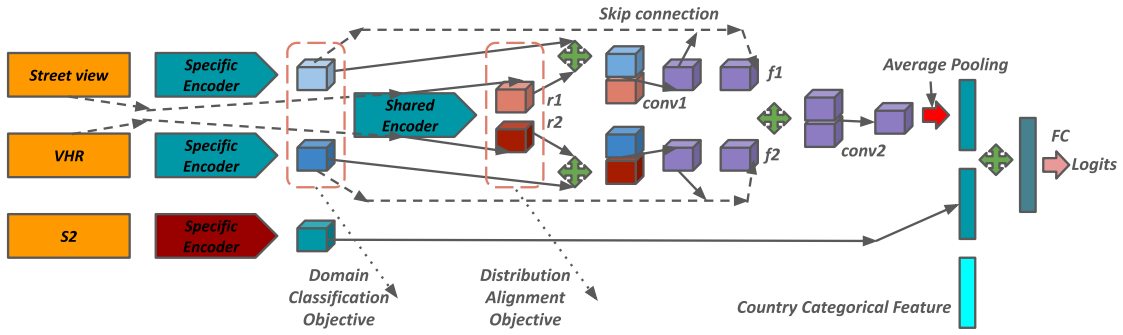 Skip connection
Street view
Specific
Encoder
Shared
Encoder
r1
r2
conv1
f1
Average Pooling
VHR
Specific
Encoder
f2
conv2
FC
Logits
S2
Specific
Encoder
Domain
Classification
Objective
Distribution
Alignment
Objective
Country Categorical Feature